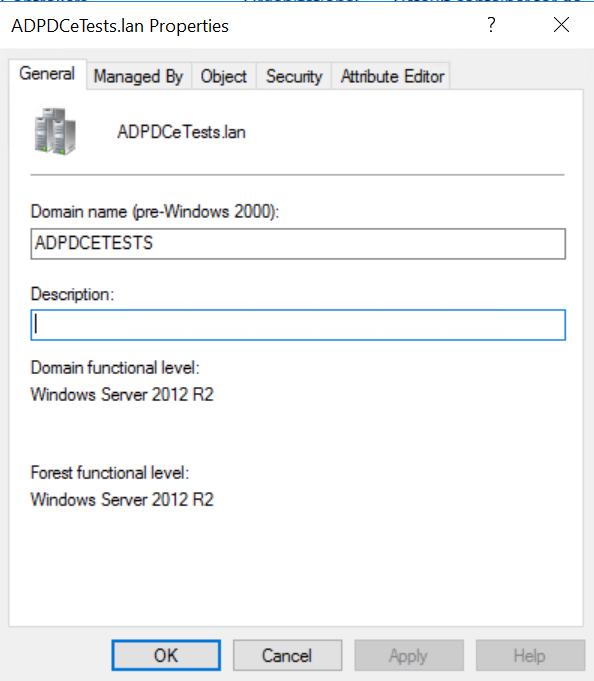 ADPDCeTests.lan Properties
?
General Managed By Object Security Attribute Editor
ADPDCeTests.lan
Domain name (pre-Windows 2000):
ADPDCETESTS
Description:
Domain functional level:
Windows Server 2012 R2
Forest functional level:
Windows Server 2012 R2
OK Cancel Apply Help